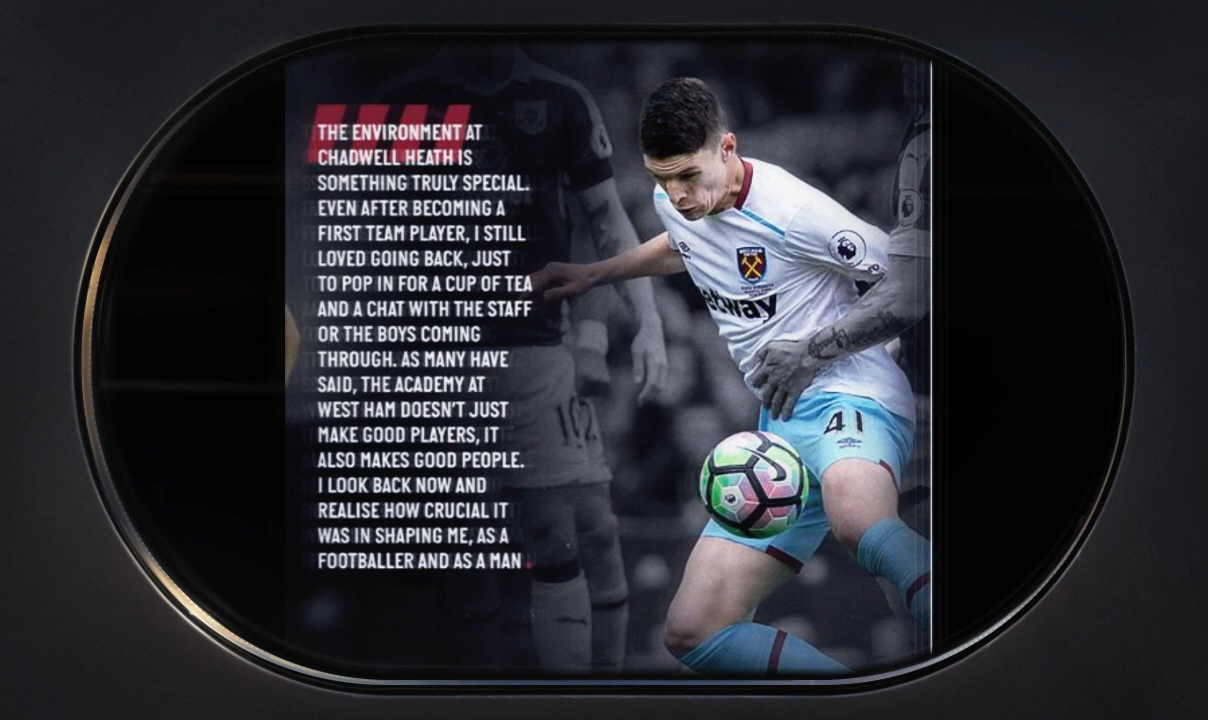 THE ENVIRONMENT AT
CHADWELL HEATH IS
SOMETHING TRULY SPECIAL.
EVEN AFTER BECOMING A
FIRST TEAM PLAYER, I STILL
LOVED GOING BACK, JUST
TO POP IN FOR A CUP OF TEA
AND A CHAT WITH THE STAFF
OR THE BOYS COMING
THROUGH. AS MANY HAVE
SAID, THE ACADEMY AT
WEST HAM DOESN'T JUST
MAKE GOOD PLAYERS, IT
ALSO MAKES GOOD PEOPLE.
I LOOK BACK NOW AND
REALISE HOW CRUCIAL IT
WAS IN SHAPING ME, AS A
FOOTBALLER AND AS A MAN
41